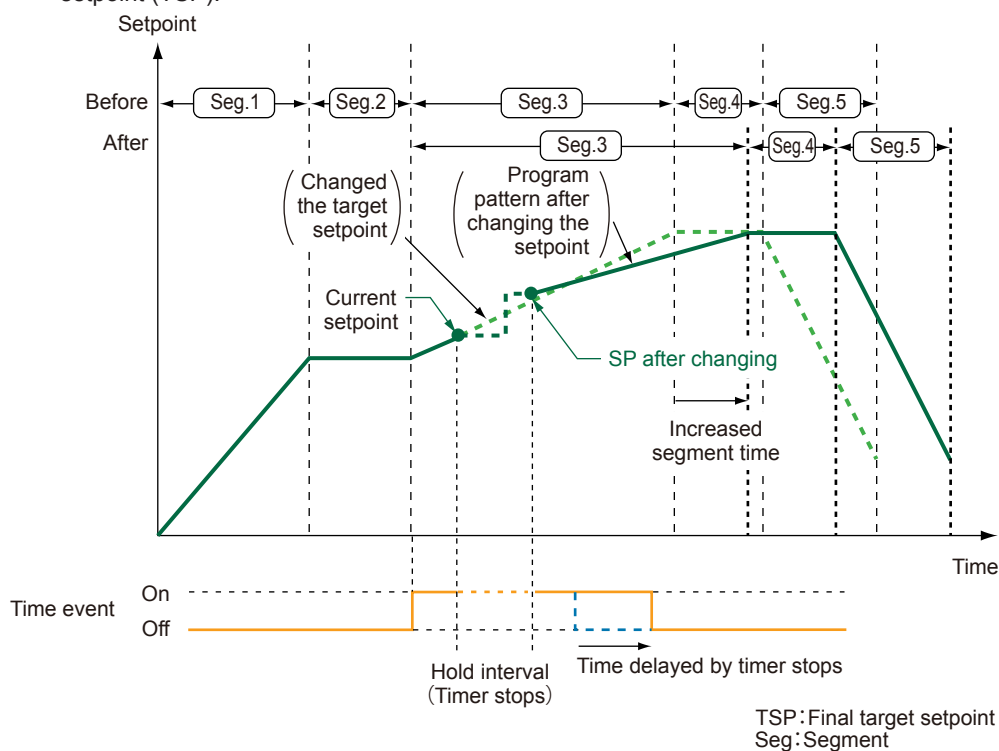 setpoint (TSP).
Setpoint
Before
Seg.1
Seg.2
Seg.3
Seg.4
Seg.5
After
Seg.3
Seg.4
Seg.5
(Changed
the target
setpoint)
(Program
pattern after
changing the
setpoint)
Current
setpoint
SP after changing
Increased
segment time
Time
Time event
On
Off
Hold interval
(Timer stops)
Time delayed by timer stops
TSP:Final target setpoint
Seg:Segment